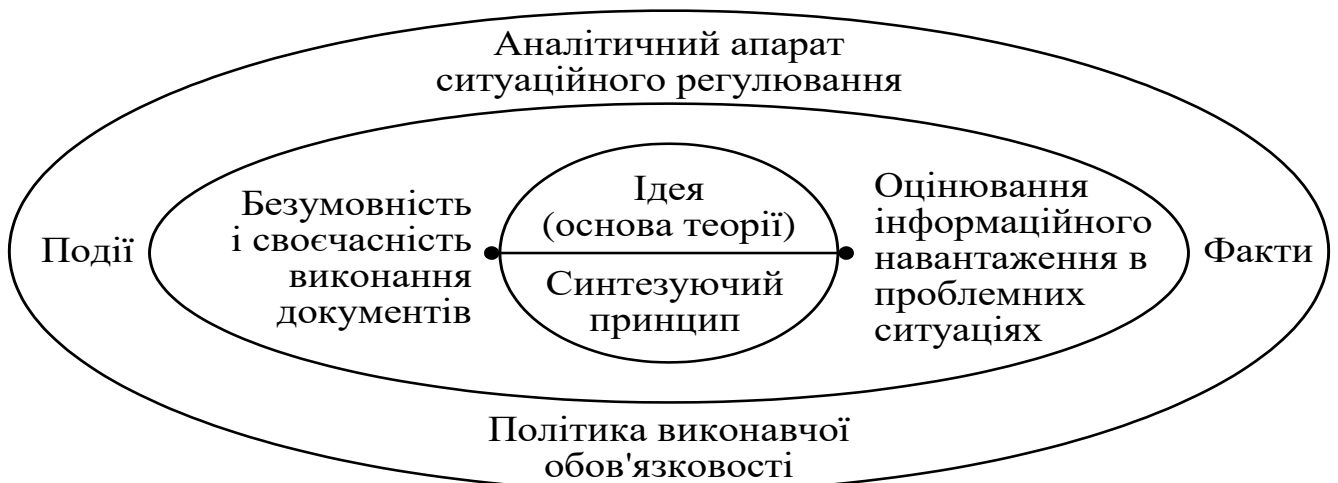 Аналітичний апарат
ситуаційного регулювання
Події
Безумовність
і своєчасність
виконання
документів
Ідея
(основа теорії)
Синтезуючий
принцип
Оцінювання
інформаційного
навантаження в
проблемних
ситуаціях
Факти
Політика виконавчої
обов'язковості